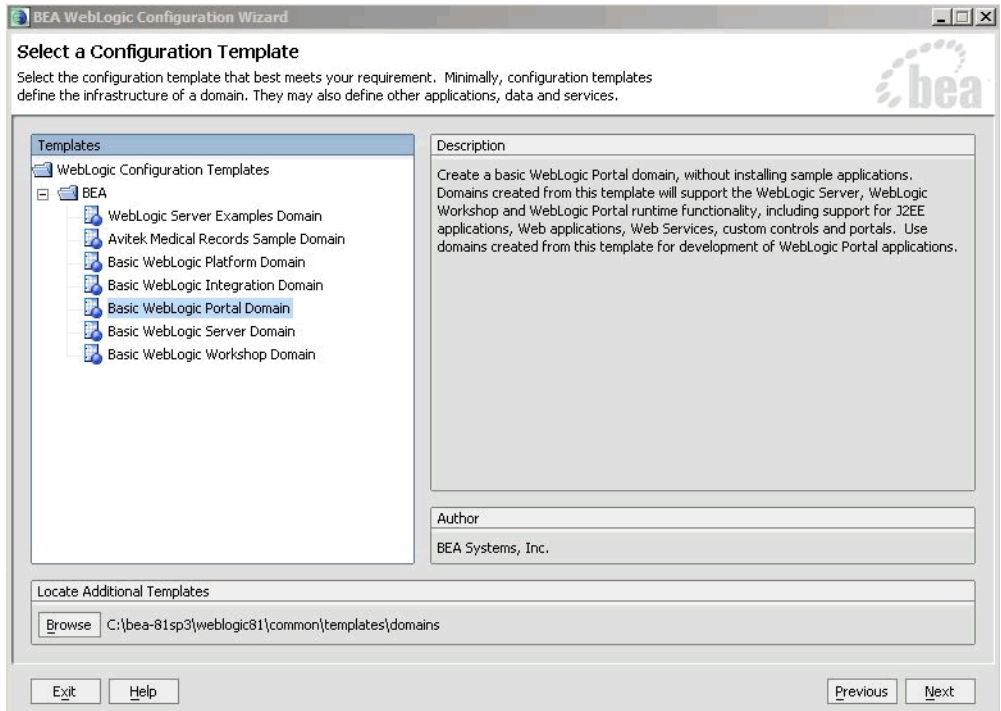 BEA WebLogic Configuration Wizard
Select a Configuration Template
Select the configuration template that best meets your requirement. Minimally, configuration templates
define the infrastructure of a domain. They may also define other applications, data and services.
bea
Templates
WebLogic Configuration Templates
BEA
WebLogic Server Examples Domain
Avitek Medical Records Sample Domain
Basic WebLogic Platform Domain
Basic WebLogic Integration Domain
Basic WebLogic Portal Domain
Basic WebLogic Server Domain
Basic WebLogic Workshop Domain
Description
Create a basic WebLogic Portal domain, without installing sample applications.
Domains created from this template will support the WebLogic Server, WebLogic
Workshop and WebLogic Portal runtime functionality, including support for J2EE
applications, Web applications, Web Services, custom controls and portals. Use
domains created from this template for development of WebLogic Portal applications.
Author
BEA Systems, Inc.
Locate Additional Templates
Browse C:\bea-81sp3\weblogic81\common\templates\domains
Exit Help Previous Next